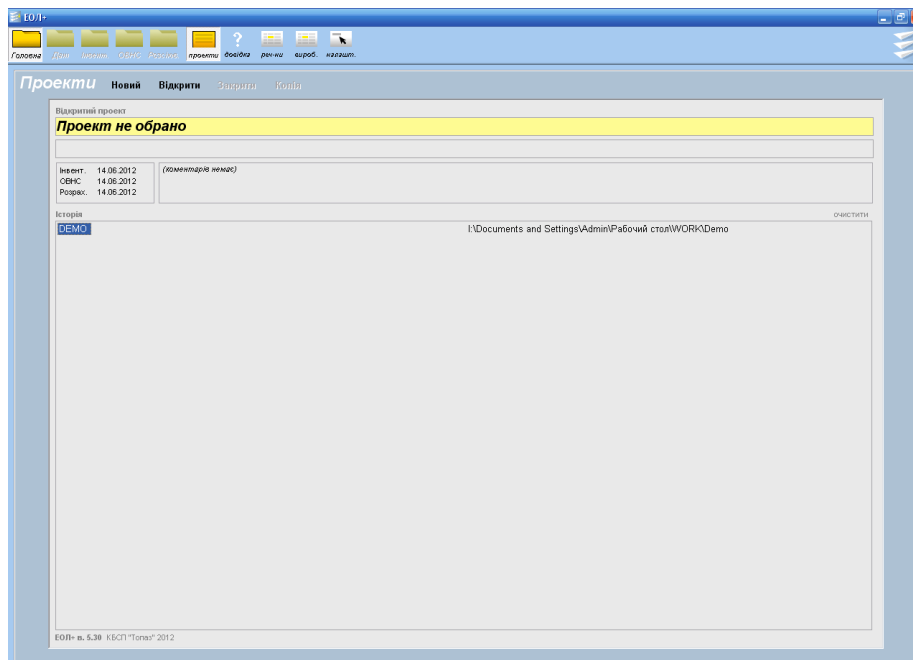 ЕОЛ+
Головна Дані Інвент. ОВНС Розрах. проекти довідка реч-ни вироб. налашт.
Проекти Новий Відкрити Закрити Копія
Відкритий проект
Проект не обрано
Інвент. 14.06.2012 (коментарів немає)
ОВНС 14.06.2012
Розрах. 14.06.2012
Історія очистити
DEMO I:\Documents and Settings\Admin\Рабочий стол\WORK\Demo
ЕОЛ+ в. 5.30 КБСП "Топаз" 2012